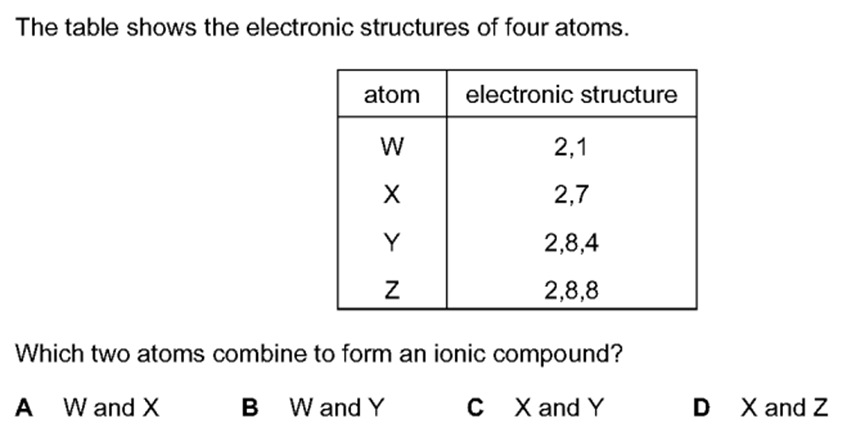 The table shows the electronic structures of four atoms.
atom electronic structure
W 2,1
X 2,7
Y 2,8,4
Z 2,8,8
Which two atoms combine to form an ionic compound?
A W and X B W and Y C X and Y D X and Z